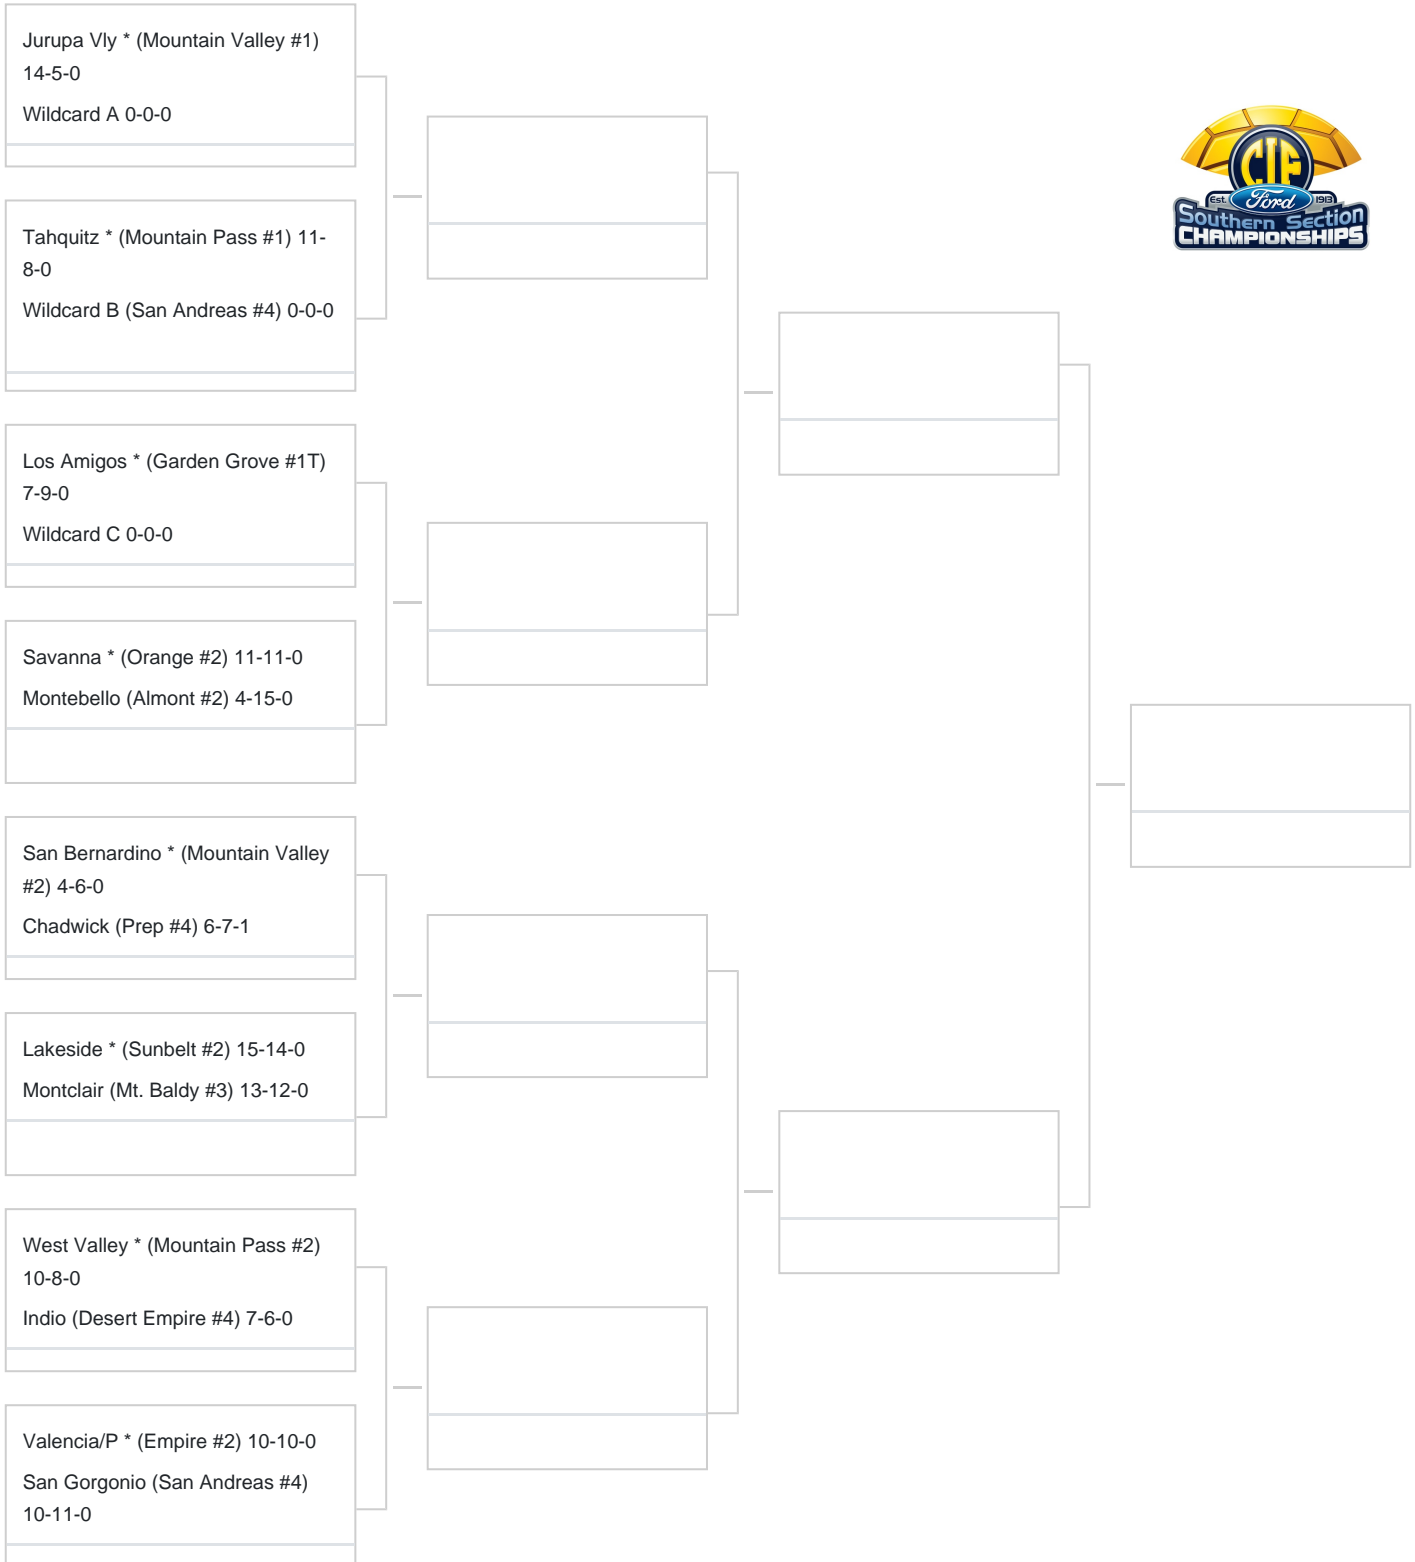 Jurupa Vly * (Mountain Valley #1)
14-5-0
Wildcard A 0-0-0
Tahquitz * (Mountain Pass #1) 11-
8-0
Wildcard B (San Andreas #4) 0-0-0
CIF
Est. Ford 1913
Southern Section
CHAMPIONSHIPS
Los Amigos * (Garden Grove #1T)
7-9-0
Wildcard C 0-0-0
Savanna * (Orange #2) 11-11-0
Montebello (Almont #2) 4-15-0
San Bernardino * (Mountain Valley
#2) 4-6-0
Chadwick (Prep #4) 6-7-1
Lakeside * (Sunbelt #2) 15-14-0
Montclair (Mt. Baldy #3) 13-12-0
West Valley * (Mountain Pass #2)
10-8-0
Indio (Desert Empire #4) 7-6-0
Valencia/P * (Empire #2) 10-10-0
San Gorgonio (San Andreas #4)
10-11-0